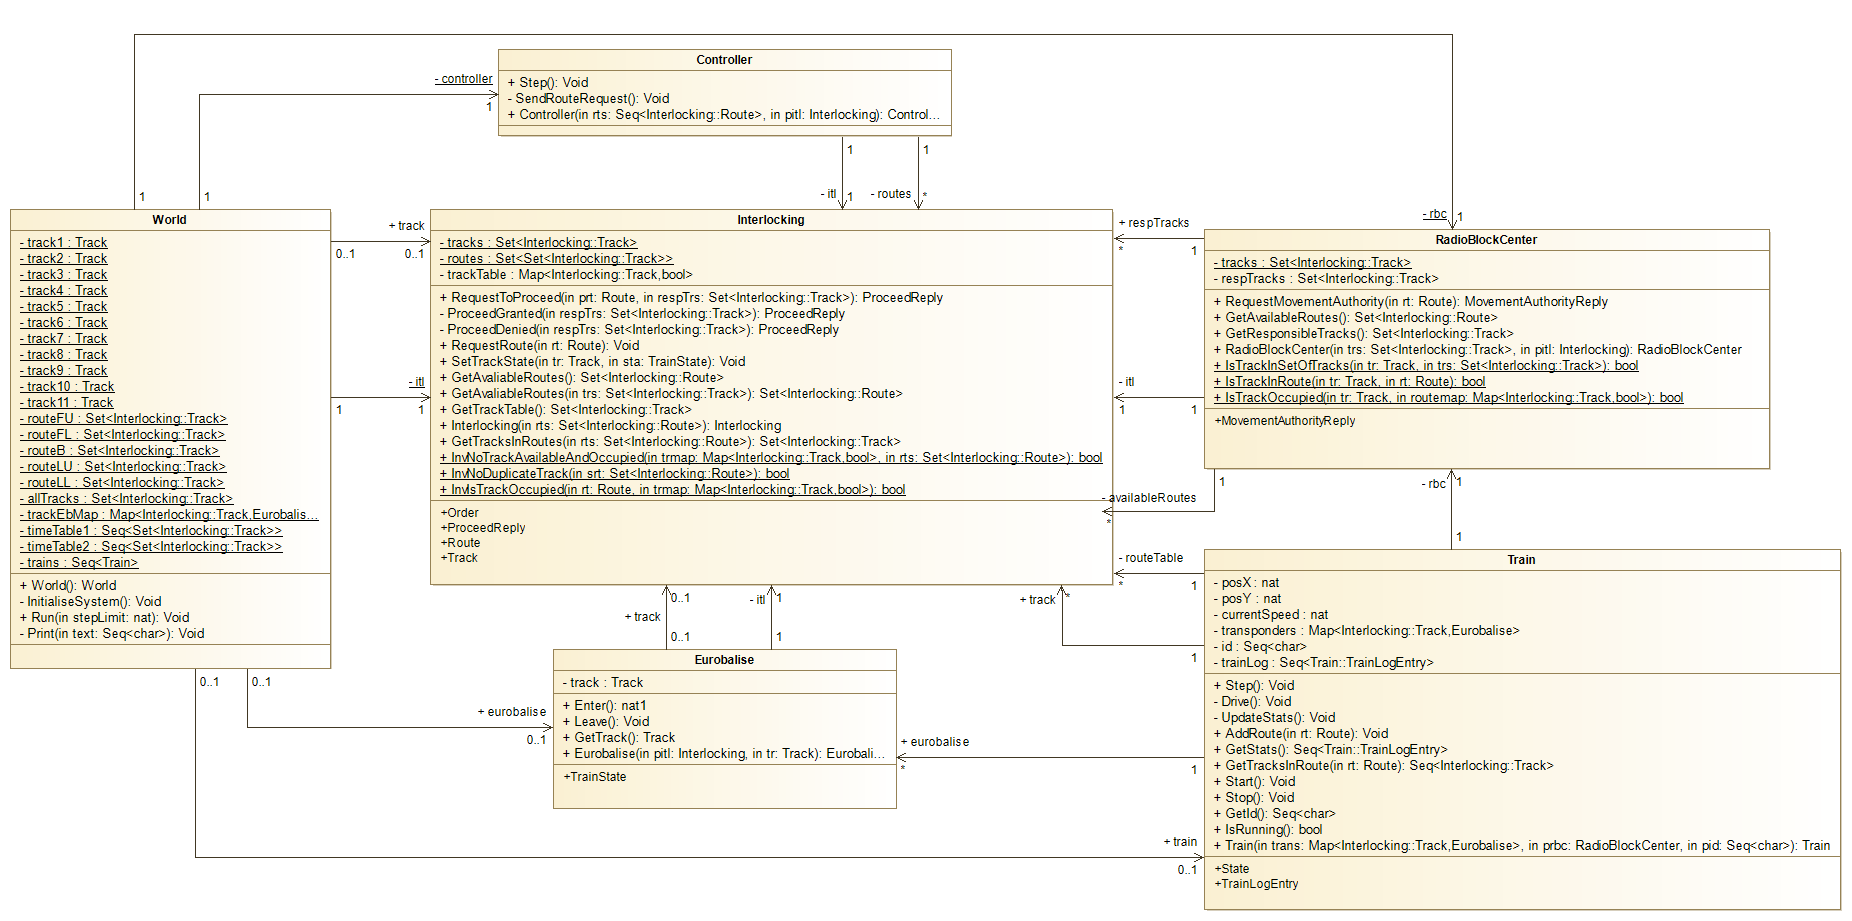 Controller
+ Step(): Void
- SendRouteRequest(): Void
+ Controller(in rts: Seq<Interlocking::Route>, in pitl: Interlocking): Control...
- controller
1
1
1
1
1
- itl
1
- routes
*
World
- track1 : Track
- track2 : Track
- track3 : Track
- track4 : Track
- track5 : Track
- track6 : Track
- track7 : Track
- track8 : Track
- track9 : Track
- track10 : Track
- track11 : Track
- routeFU : Set<Interlocking::Track>
- routeFL : Set<Interlocking::Track>
- routeB : Set<Interlocking::Track>
- routeLU : Set<Interlocking::Track>
- routeLL : Set<Interlocking::Track>
- allTracks : Set<Interlocking::Track>
- trackEbMap : Map<Interlocking::Track,Eurobalis...
- timeTable1 : Seq<Set<Interlocking::Track>>
- timeTable2 : Seq<Set<Interlocking::Track>>
- trains : Seq<Train>
+ World(): World
- InitialiseSystem(): Void
+ Run(in stepLimit: nat): Void
- Print(in text: Seq<char>): Void
+ track
0..1
0..1
- itl
1
1
Interlocking
- tracks : Set<Interlocking::Track>
- routes : Set<Set<Interlocking::Track>>
- trackTable : Map<Interlocking::Track,bool>
+ RequestToProceed(in prt: Route, in respTrs: Set<Interlocking::Track>): ProceedReply
- ProceedGranted(in respTrs: Set<Interlocking::Track>): ProceedReply
- ProceedDenied(in respTrs: Set<Interlocking::Track>): ProceedReply
+ RequestRoute(in rt: Route): Void
+ SetTrackState(in tr: Track, in sta: TrainState): Void
+ GetAvaliableRoutes(): Set<Interlocking::Route>
+ GetAvaliableRoutes(in trs: Set<Interlocking::Track>): Set<Interlocking::Route>
+ GetTrackTable(): Set<Interlocking::Track>
+ Interlocking(in rts: Set<Interlocking::Route>): Interlocking
+ GetTracksInRoutes(in rts: Set<Interlocking::Route>): Set<Interlocking::Track>
+ InvNoTrackAvailableAndOccupied(in trmap: Map<Interlocking::Track,bool>, in rts: Set<Interlocking::Route>): bool
+ InvNoDuplicateTrack(in srt: Set<Interlocking::Route>): bool
+ InvIsTrackOccupied(in rt: Route, in trmap: Map<Interlocking::Track,bool>): bool
+Order
+ProceedReply
+Route
+Track
+ respTracks
*
1
- itl
1
1
- rbc
1
RadioBlockCenter
- tracks : Set<Interlocking::Track>
- respTracks : Set<Interlocking::Track>
+ RequestMovementAuthority(in rt: Route): MovementAuthorityReply
+ GetAvailableRoutes(): Set<Interlocking::Route>
+ GetResponsibleTracks(): Set<Interlocking::Track>
+ RadioBlockCenter(in trs: Set<Interlocking::Track>, in pitl: Interlocking): RadioBlockCenter
+ IsTrackInSetOfTracks(in tr: Track, in trs: Set<Interlocking::Track>): bool
+ IsTrackInRoute(in tr: Track, in rt: Route): bool
+ IsTrackOccupied(in tr: Track, in routemap: Map<Interlocking::Track,bool>): bool
+MovementAuthorityReply
- availableRoutes
1
*
- rbc
1
1
- routeTable
*
1
+ track
*
1
+ track
0..1
0..1
- itl
1
1
Eurobalise
- track : Track
+ Enter(): nat1
+ Leave(): Void
+ GetTrack(): Track
+ Eurobalise(in pitl: Interlocking, in tr: Track): Eurobali...
+TrainState
0..1
0..1
+ eurobalise
0..1
+ eurobalise
*
1
+ train
0..1
Train
- posX : nat
- posY : nat
- currentSpeed : nat
- transponders : Map<Interlocking::Track,Eurobalise>
- id : Seq<char>
- trainLog : Seq<Train::TrainLogEntry>
+ Step(): Void
- Drive(): Void
- UpdateStats(): Void
+ AddRoute(in rt: Route): Void
+ GetStats(): Seq<Train::TrainLogEntry>
+ GetTracksInRoute(in rt: Route): Seq<Interlocking::Track>
+ Start(): Void
+ Stop(): Void
+ GetId(): Seq<char>
+ IsRunning(): bool
+ Train(in trans: Map<Interlocking::Track,Eurobalise>, in prbc: RadioBlockCenter, in pid: Seq<char>): Train
+State
+TrainLogEntry